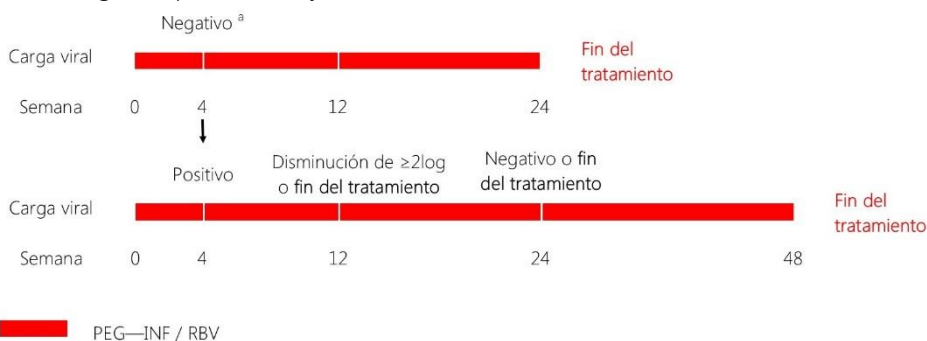 Negativo a
Carga viral
Fin del
tratamiento
Semana 0 4 12 24
Positivo
Disminución de ≥2log
o fin del tratamiento
Negativo o fin
del tratamiento
Carga viral
Fin del
tratamiento
Semana 0 4 12 24 48
PEG—INF / RBV